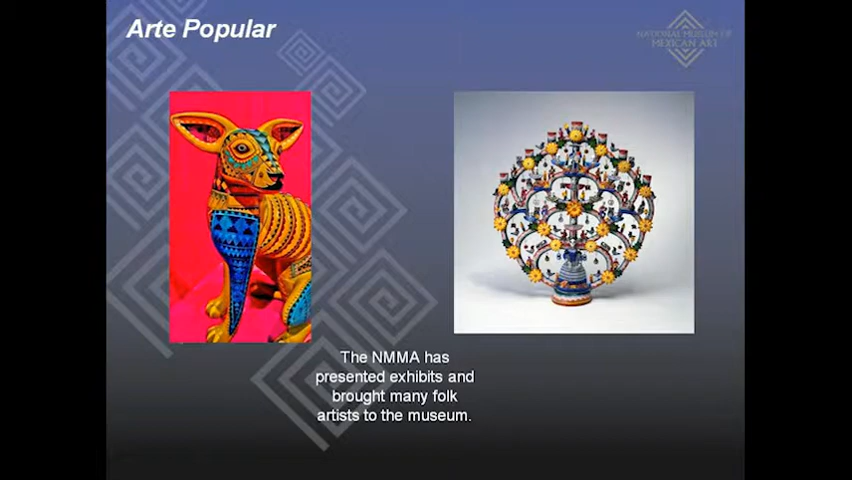 Arte Popular
NATIONAL MUSEUM OF
MEXICAN ART
The NMMA has
presented exhibits and
brought many folk
artists to the museum.